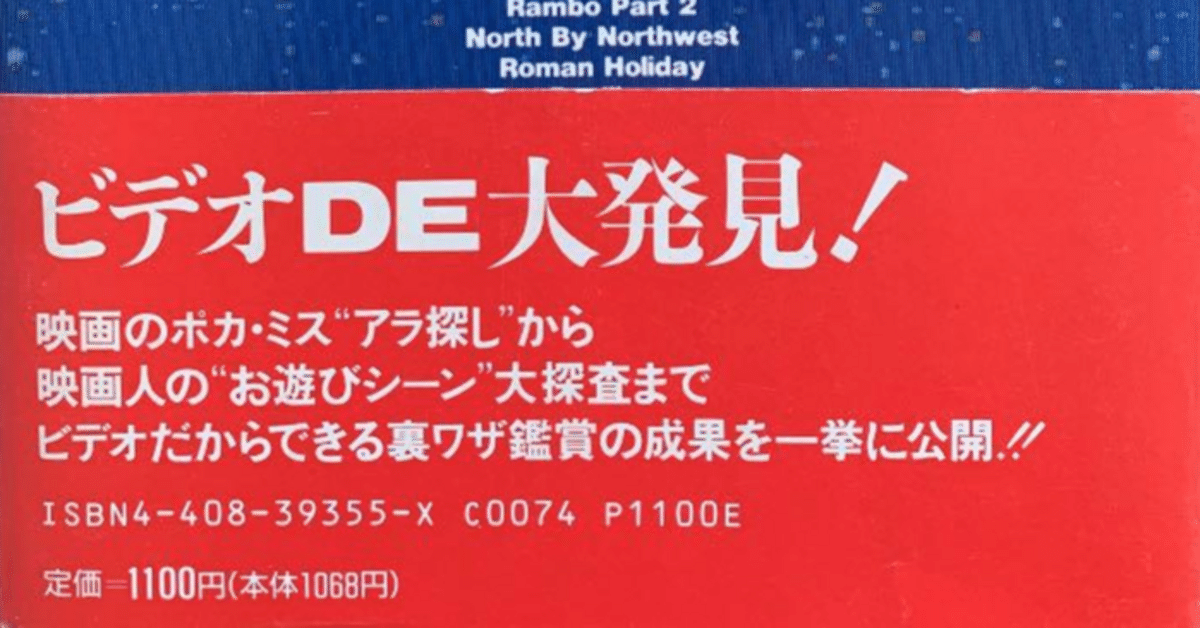 Rambo Part 2
North By Northwest
Roman Holiday
ビデオDE大発見!
映画のポカ・ミス“アラ探し”から
映画人の“お遊びシーン”大探査まで
ビデオだからできる裏ワザ鑑賞の成果を一挙に公開!!
ISBN4-408-39355-X C0074 P1100E
定価=1100円(本体1068円)